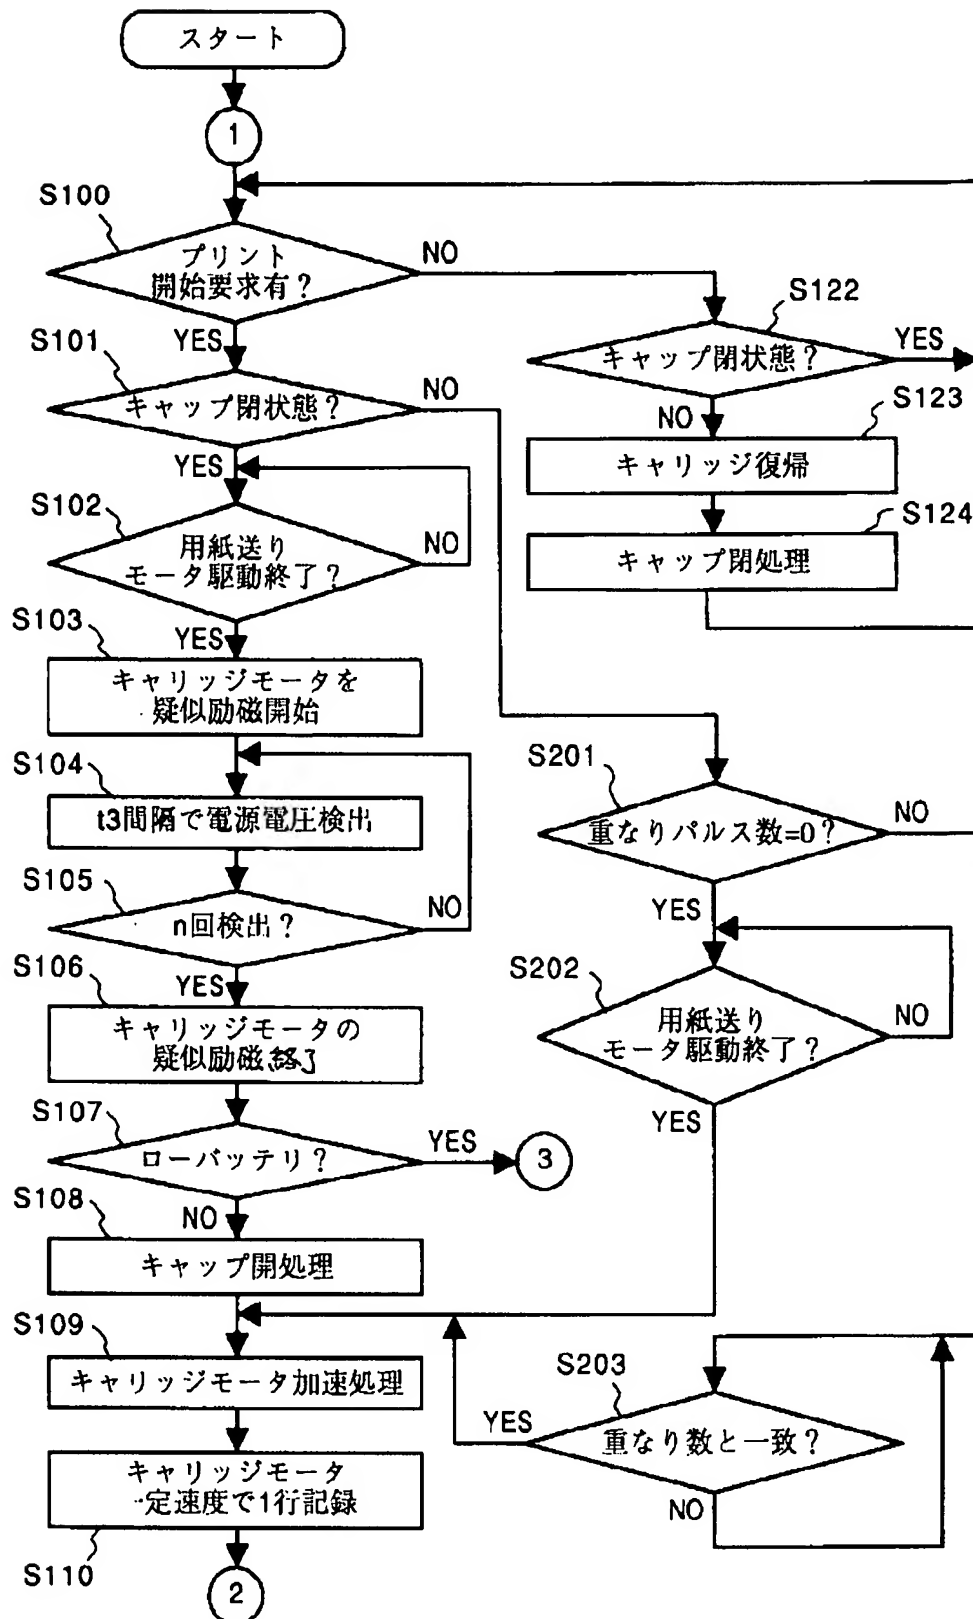 スタート
1
S100
プリント
開始要求有？
NO
YES
S101
キャップ閉状態？
NO
YES
S102
用紙送り
モータ駆動終了？
NO
YES
S103
キャリッジモータを
疑似励磁開始
S104
t3間隔で電源電圧検出
S105
n回検出？
NO
YES
S106
キャリッジモータの
疑似励磁終了
S107
ローバッテリ？
YES
3
NO
S108
キャップ開処理
S109
キャリッジモータ加速処理
キャリッジモータ
一定速度で1行記録
S110
2
S122
キャップ閉状態？
YES
NO
S123
キャリッジ復帰
S124
キャップ閉処理
S201
重なりパルス数=0？
NO
YES
S202
用紙送り
モータ駆動終了？
NO
YES
S203
重なり数と一致？
YES
NO